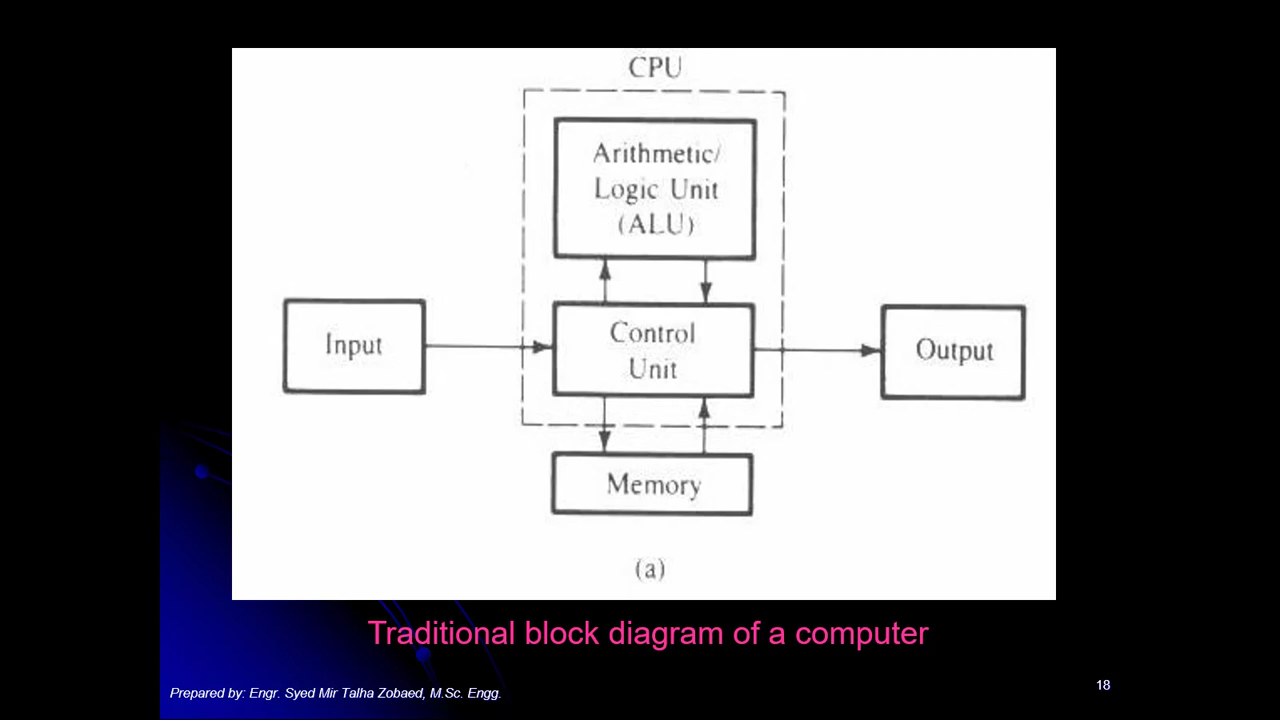 CPU
Arithmetic/
Logic Unit
(ALU)
Input
Control
Unit
Output
Memory
(a)
Traditional block diagram of a computer
Prepared by: Engr. Syed Mir Talha Zobaed, M.Sc. Engg.
18